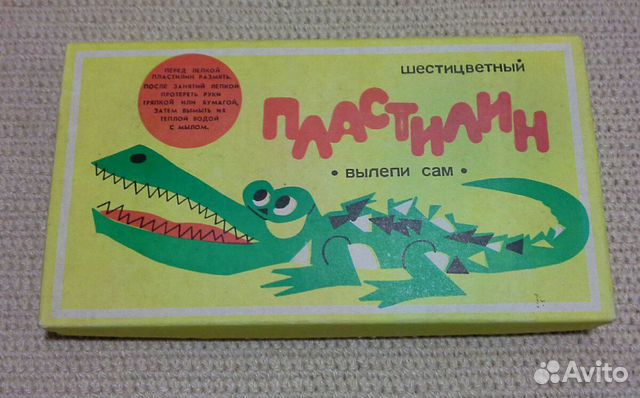 ПЕРЕД ЛЕПКОЙ
ПЛАСТИЛИН РАЗМЯТЬ.
ПОСЛЕ ЗАНЯТИЙ ЛЕПКОЙ
ПРОТЕРЕТЬ РУКИ
ТРЯПКОЙ ИЛИ БУМАГОЙ,
ЗАТЕМ ВЫМЫТЬ ИХ
ТЕПЛОЙ ВОДОЙ
С МЫЛОМ.
шестицветный
ПЛАСТИЛИН
• вылепи сам •
Avito